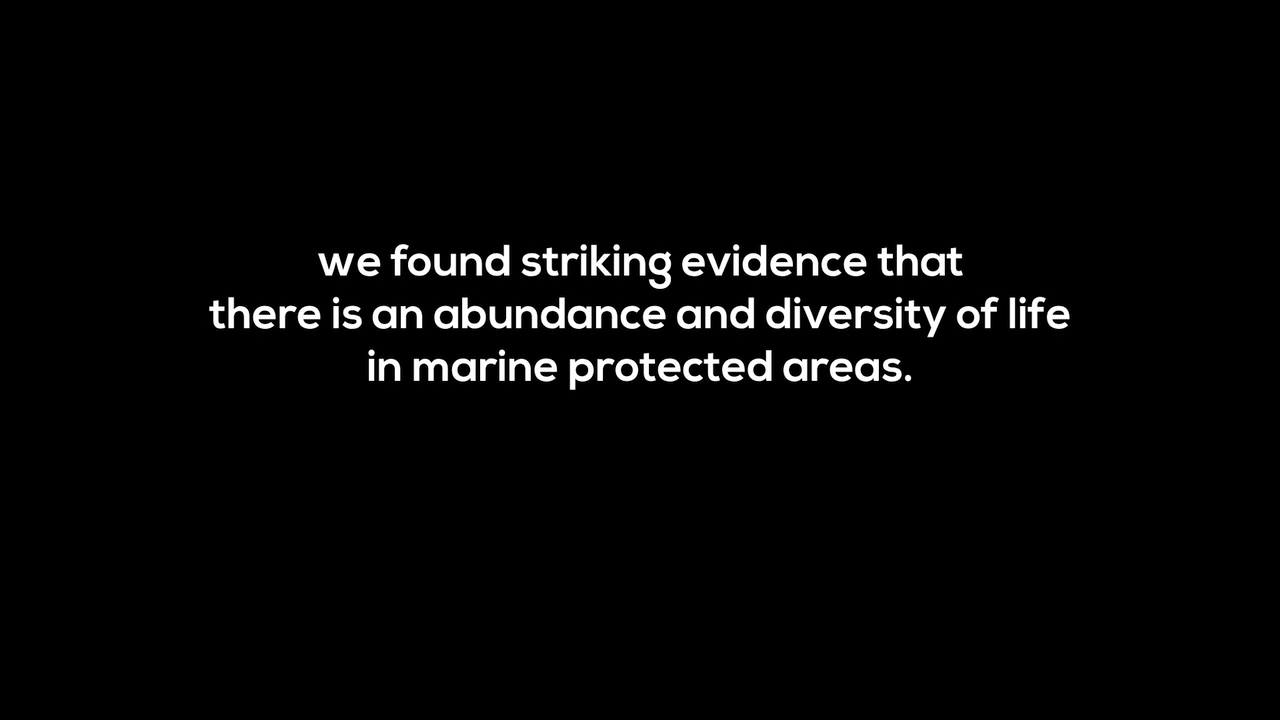 we found striking evidence that
there is an abundance and diversity of life
in marine protected areas.